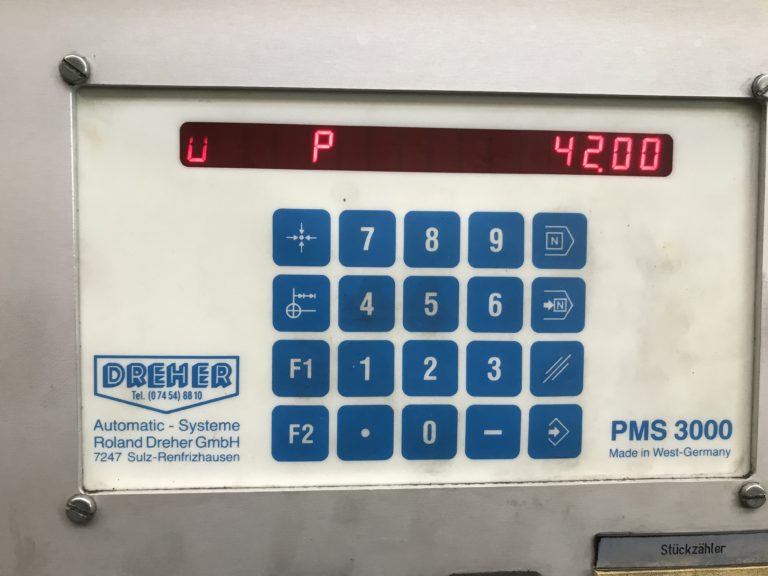 u P 42.00
7 8 9 N
4 5 6 N
F1 1 2 3
F2 . 0 -
DREHER
Tel. (0 74 54) 88 10
Automatic - Systeme
Roland Dreher GmbH
7247 Sulz-Renfrizhausen
PMS 3000
Made in West-Germany
Stückzähler